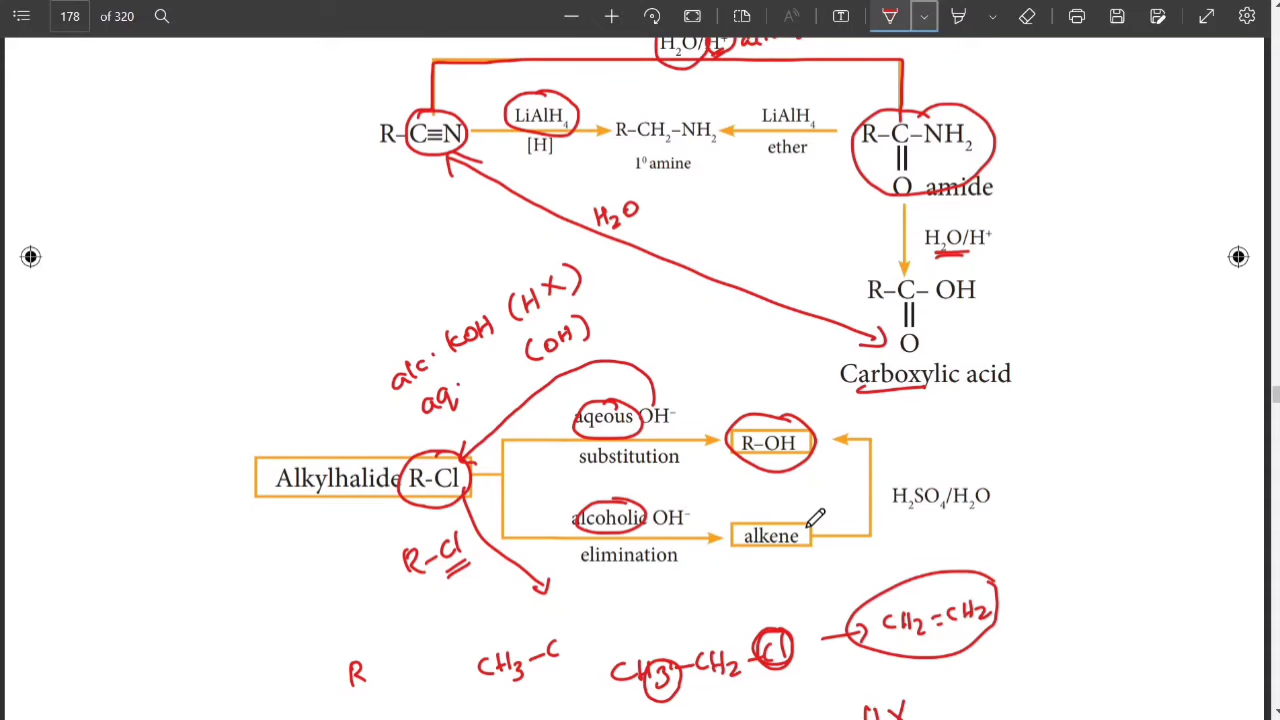 178 of 320
H₂O/H⁺
LiAlH₄ LiAlH₄
R–C≡N R–CH₂–NH₂ R–C–NH₂
[H] ether
1⁰ amine
O amide
H₂O
H₂O/H⁺
R–C–OH
O
Carboxylic acid
alc. KOH (HX)
aq. (OH)
aqeous OH⁻
R–OH
substitution
Alkylhalide R-Cl
H₂SO₄/H₂O
alcoholic OH⁻
alkene
elimination
R–Cl
CH₂=CH₂
R CH₃–C CH₃–CH₂–Cl